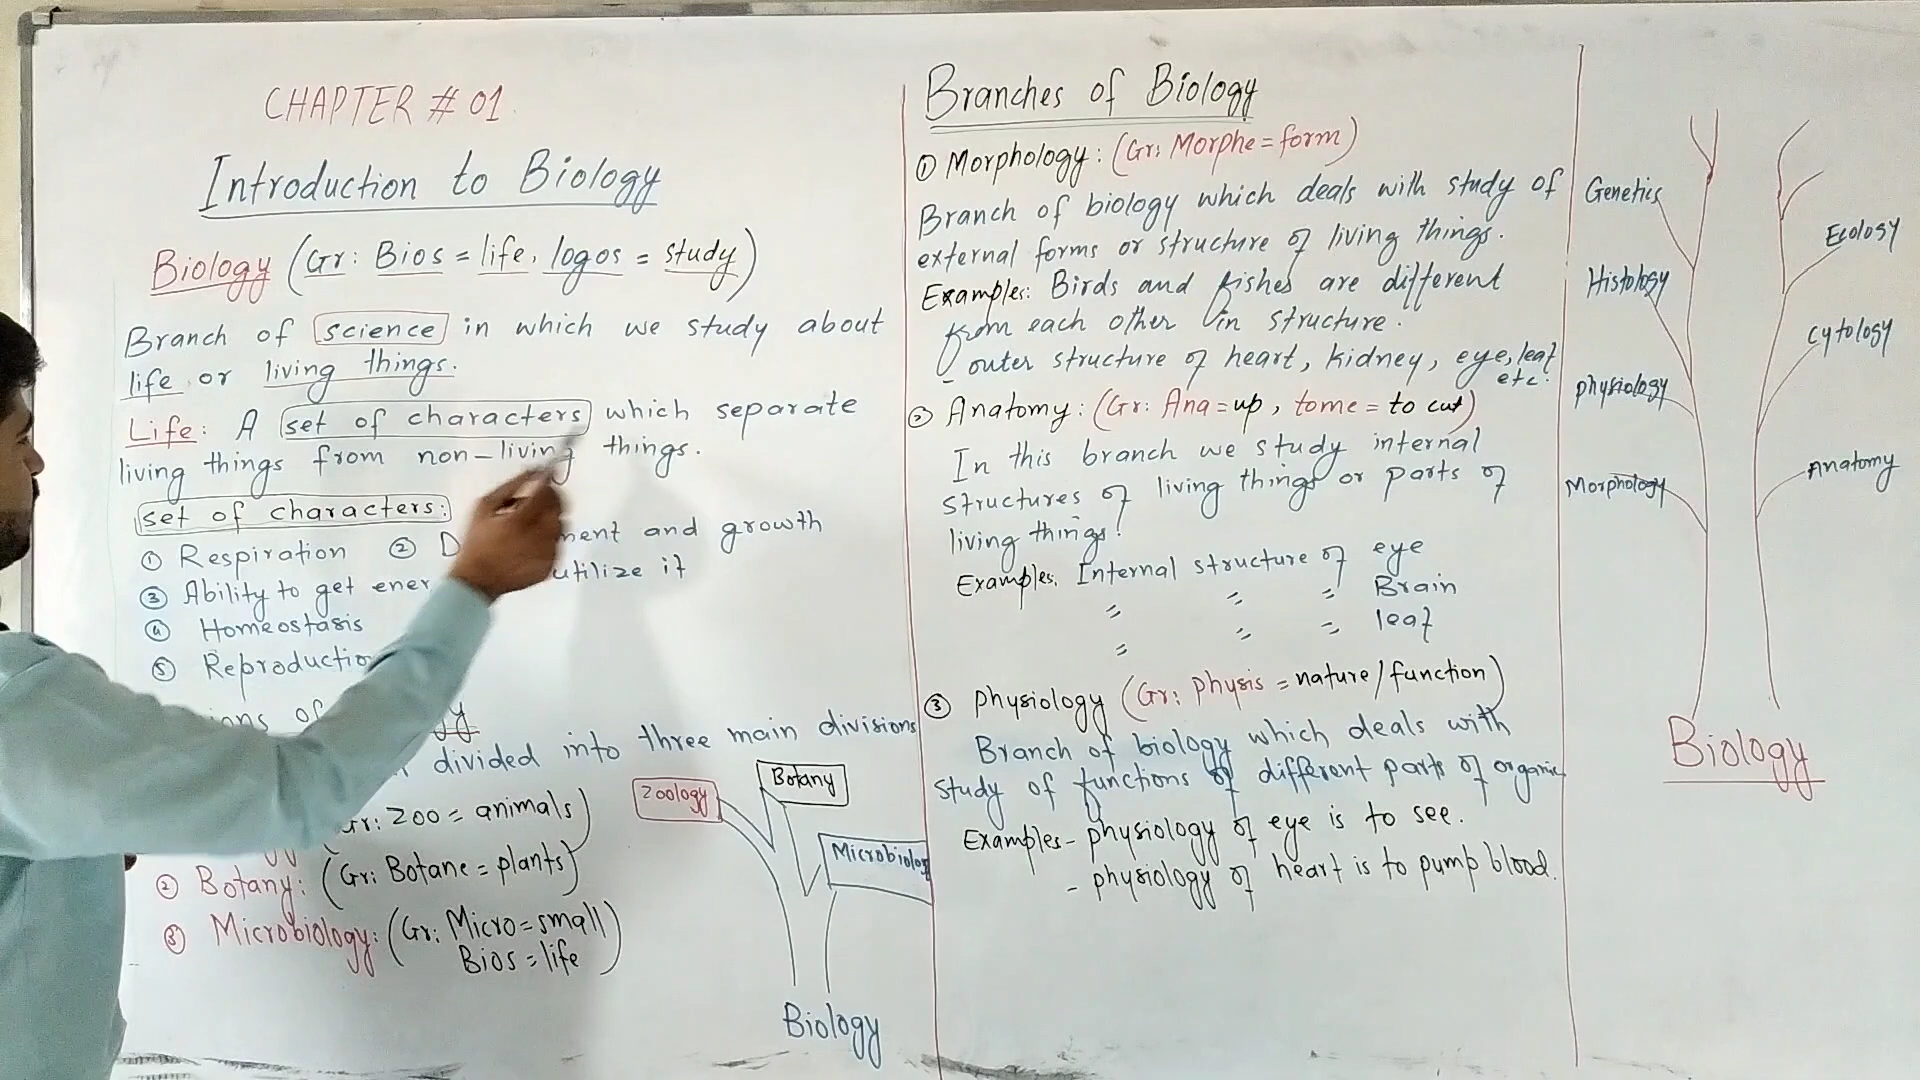 CHAPTER # 01
Introduction to Biology
Biology (Gr: Bios = life, logos = study)
Branch of science in which we study about
life or living things.
Life: A set of characters which separate
living things from non-living things.
set of characters:
① Respiration ② D ment and growth
③ Ability to get ener utilize it
④ Homeostasis
⑤ Reproductio
ons of gy
divided into three main divisions
Gr: Zoo = animals)
② Botany: (Gr: Botane = plants)
③ Microbiology: (Gr: Micro = small
Bios = life)
Zoology
Botany
Microbiolog
Biology
Branches of Biology
① Morphology: (Gr: Morphe = form)
Branch of biology which deals with study of
external forms or structure of living things.
Examples: Birds and fishes are different
from each other in structure.
- outer structure of heart, kidney, eye, leaf
etc.
② Anatomy: (Gr: Ana = up, tome = to cut)
In this branch we study internal
structures of living things or parts of
living things.
Examples. Internal structure of eye
〃 〃 〃 Brain
〃 〃 〃 leaf
③ Physiology (Gr: Physis = nature/function)
Branch of biology which deals with
study of functions of different parts of organic
Examples - physiology of eye is to see.
- physiology of heart is to pump blood.
Genetics
Histology
physiology
Morphology
Ecology
cytology
Anatomy
Biology